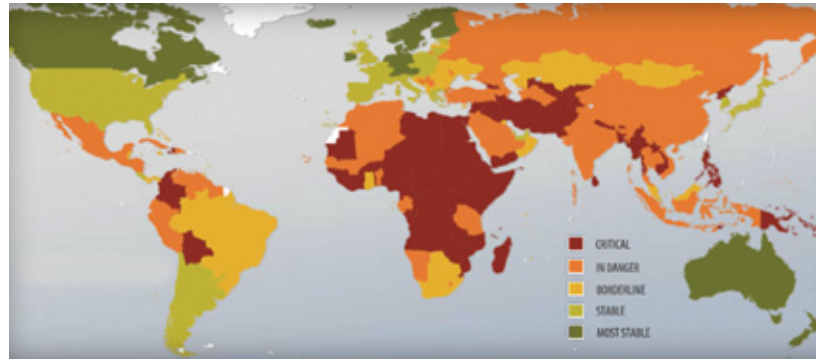 CRITICAL
IN DANGER
BORDERLINE
STABLE
MOST STABLE